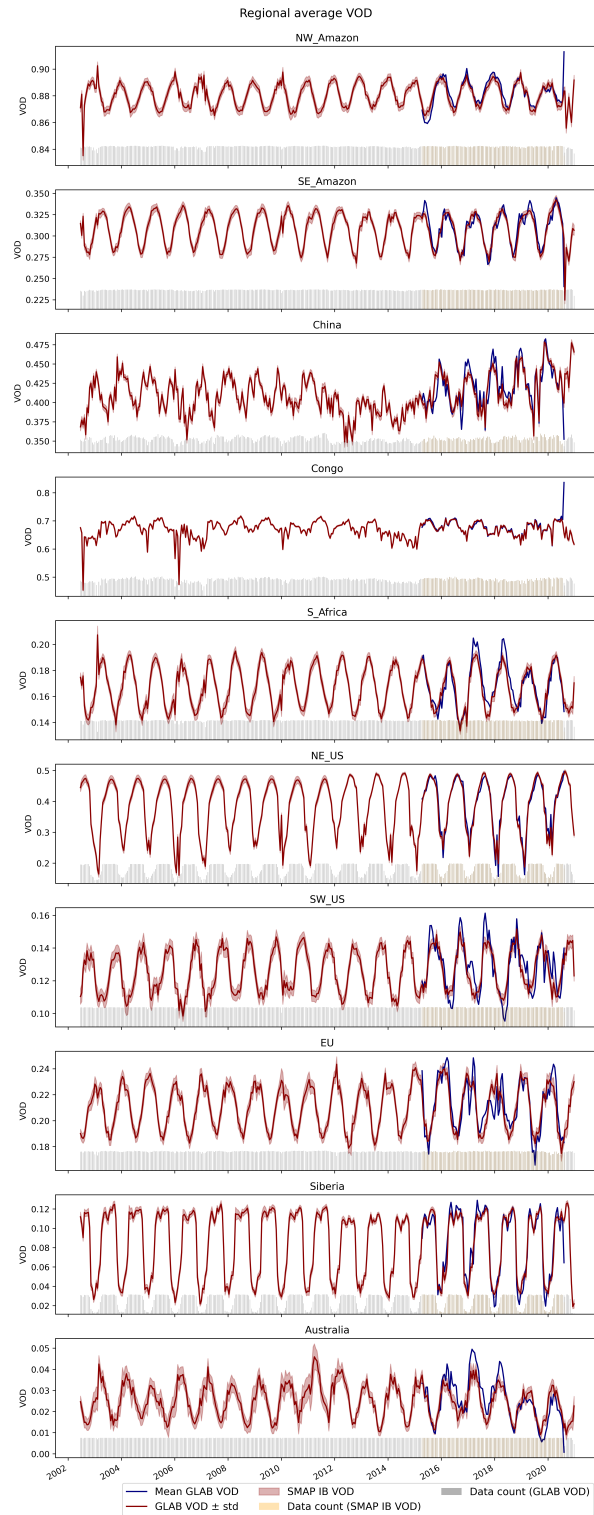 Regional average VOD
NW_Amazon
0.90
0.88
0.86
0.84
VOD
SE_Amazon
0.350
0.325
0.300
0.275
0.250
0.225
VOD
China
0.475
0.450
0.425
0.400
0.375
0.350
VOD
Congo
0.8
0.7
0.6
0.5
VOD
S_Africa
0.20
0.18
0.16
0.14
VOD
NE_US
0.5
0.4
0.3
0.2
VOD
SW_US
0.16
0.14
0.12
0.10
VOD
EU
0.24
0.22
0.20
0.18
VOD
Siberia
0.12
0.10
0.08
0.06
0.04
0.02
VOD
Australia
0.05
0.04
0.03
0.02
0.01
0.00
VOD
2002 2004 2006 2008 2010 2012 2014 2016 2018 2020
Mean GLAB VOD SMAP IB VOD Data count (GLAB VOD)
GLAB VOD ± std Data count (SMAP IB VOD)